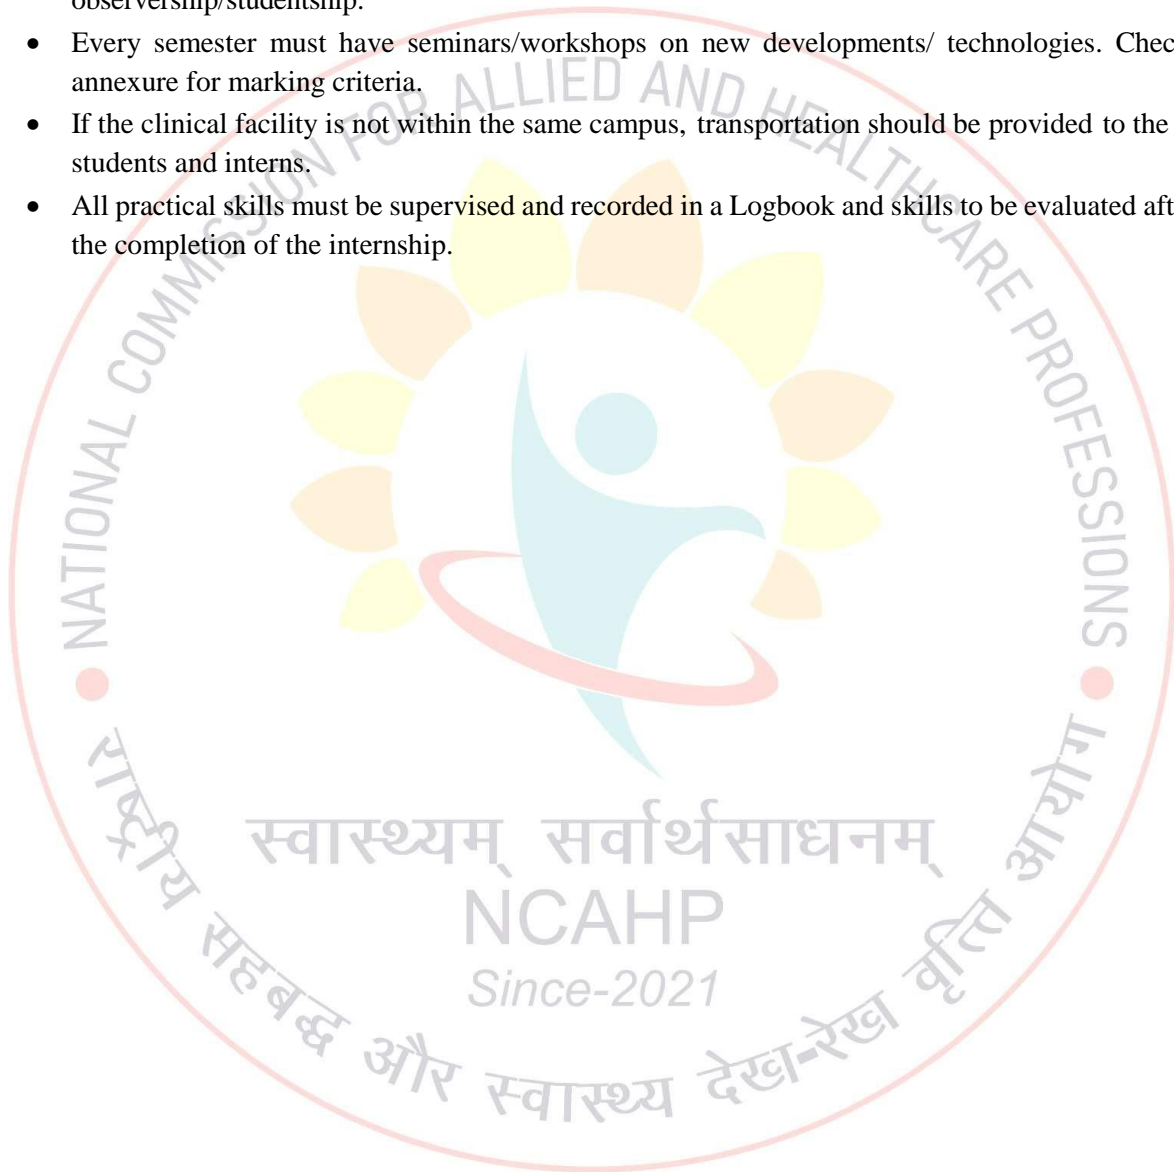 observership/studentship.
• Every semester must have seminars/workshops on new developments/ technologies. Chec
annexure for marking criteria.
• If the clinical facility is not within the same campus, transportation should be provided to the
students and interns.
• All practical skills must be supervised and recorded in a Logbook and skills to be evaluated aft
the completion of the internship.
NATIONAL COMMISSION FOR ALLIED AND HEALTHCARE PROFESSIONS
स्वास्थ्यम् सर्वार्थसाधनम्
NCAHP
Since-2021
राष्ट्रीय सहबद्ध और स्वास्थ्य देख-रेख वृत्ति आयोग